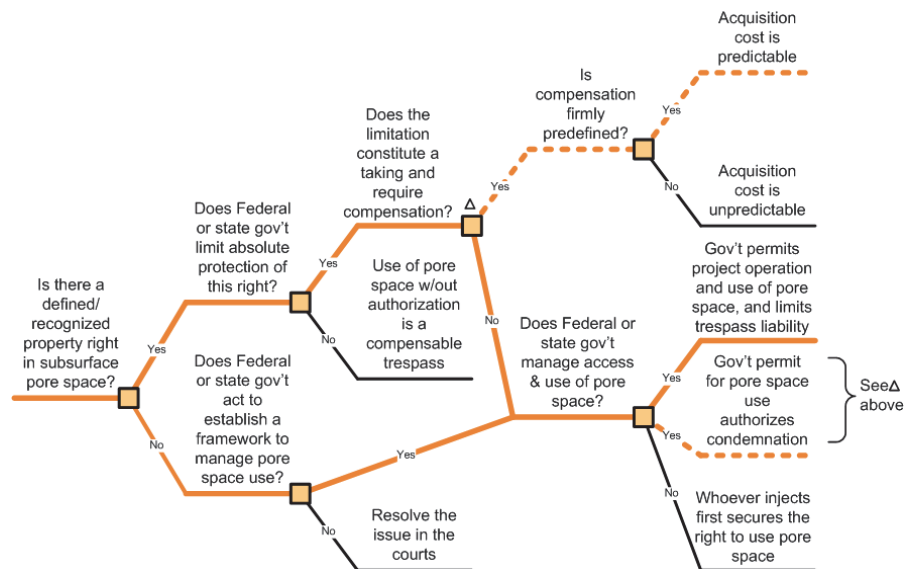 Is there a
defined/
recognized
property right
in subsurface
pore space?
Yes
No
Does Federal
or state gov't
limit absolute
protection of
this right?
Yes
No
Does Federal
or state gov't
act to
establish a
framework to
manage pore
space use?
Yes
No
Does the
limitation
constitute a
taking and
require
compensation?
Δ
Yes
No
Use of pore
space w/out
authorization
is a
compensable
trespass
Resolve the
issue in the
courts
Is
compensation
firmly
predefined?
Yes
No
Does Federal or
state gov't
manage access
& use of pore
space?
Yes
Yes
No
Acquisition
cost is
predictable
Acquisition
cost is
unpredictable
Gov't permits
project operation
and use of pore
space, and limits
trespass liability
Gov't permit
for pore space
use
authorizes
condemnation
See Δ
above
Whoever injects
first secures the
right to use pore
space